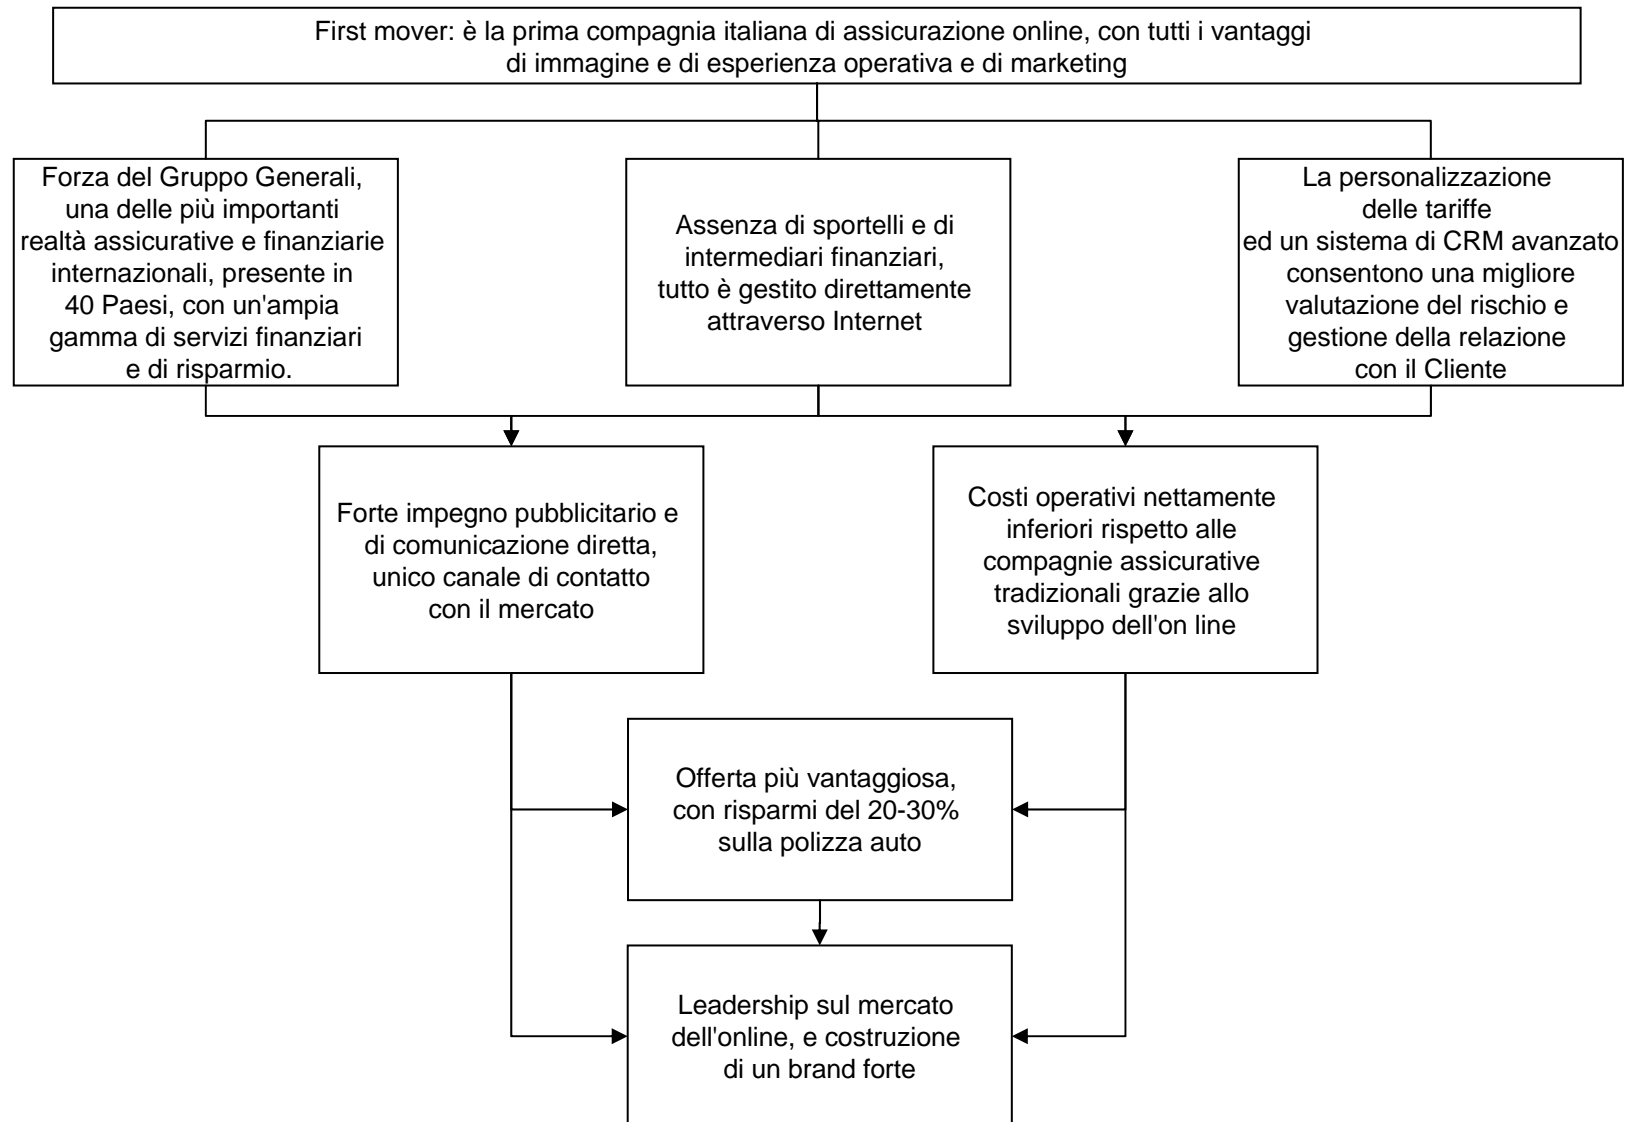 First mover: è la prima compagnia italiana di assicurazione online, con tutti i vantaggi
di immagine e di esperienza operativa e di marketing
Forza del Gruppo Generali,
una delle più importanti
realtà assicurative e finanziarie
internazionali, presente in
40 Paesi, con un'ampia
gamma di servizi finanziari
e di risparmio.
Assenza di sportelli e di
intermediari finanziari,
tutto è gestito direttamente
attraverso Internet
La personalizzazione
delle tariffe
ed un sistema di CRM avanzato
consentono una migliore
valutazione del rischio e
gestione della relazione
con il Cliente
Forte impegno pubblicitario e
di comunicazione diretta,
unico canale di contatto
con il mercato
Costi operativi nettamente
inferiori rispetto alle
compagnie assicurative
tradizionali grazie allo
sviluppo dell'on line
Offerta più vantaggiosa,
con risparmi del 20-30%
sulla polizza auto
Leadership sul mercato
dell'online, e costruzione
di un brand forte